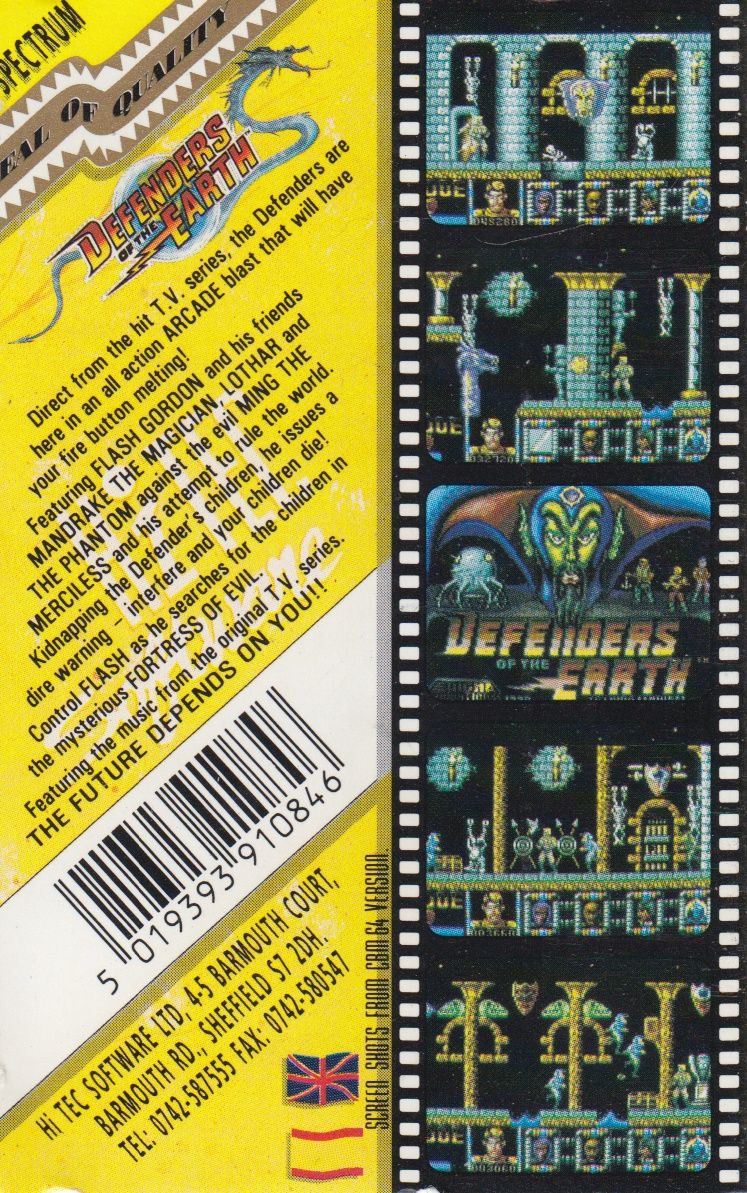 SPECTRUM
SEAL OF QUALITY
DEFENDERS
OF THE
EARTH™
Direct from the hit T.V. series, the Defenders are
here in an all action ARCADE blast that will have
your fire button melting!
Featuring FLASH GORDON and his friends
MANDRAKE THE MAGICIAN, LOTHAR and
THE PHANTOM against the evil MING THE
MERCILESS and his attempt to rule the world.
Kidnapping the Defender's children, he issues a
dire warning – interfere and your children die!
Control FLASH as he searches for the children in
the mysterious FORTRESS OF EVIL.
Featuring the music from the original T.V. series.
THE FUTURE DEPENDS ON YOU!!
5 019393 910846
Hi TEC SOFTWARE LTD, 4-5 BARMOUTH COURT,
BARMOUTH RD., SHEFFIELD S7 2DH.
TEL: 0742-587555 FAX: 0742-580547
SCREEN SHOTS FROM CBM 64 VERSION.
DEFENDERS
OF THE
EARTH™